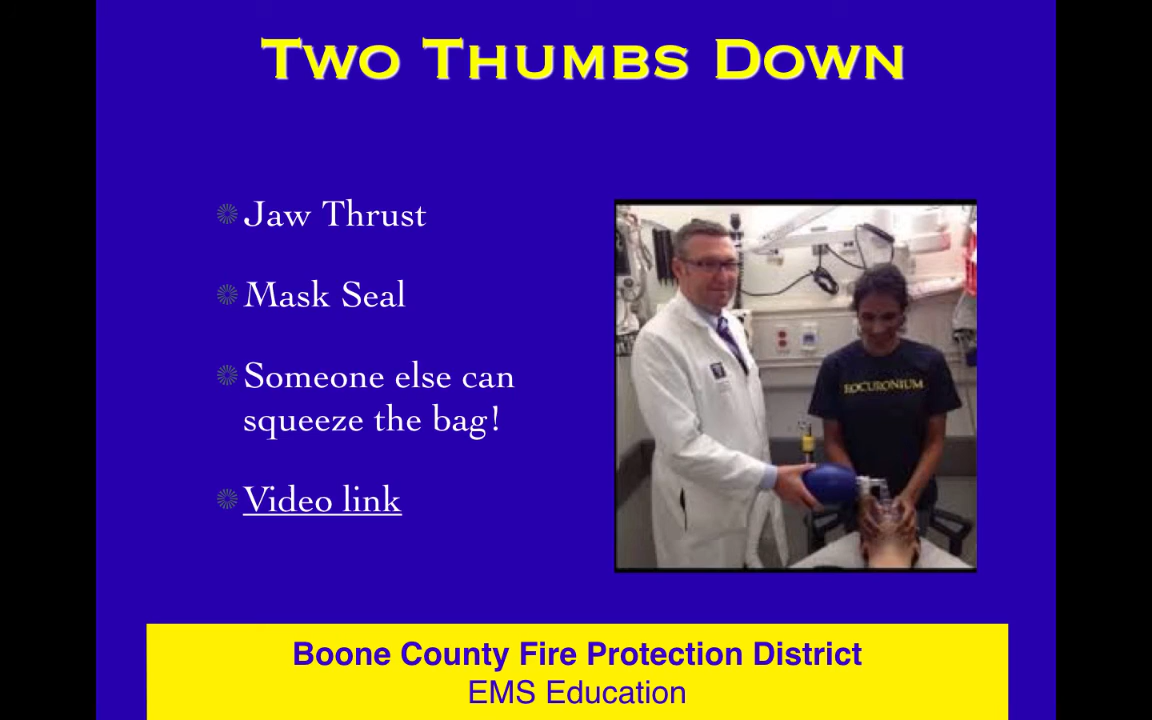 Two Thumbs Down
Jaw Thrust
Mask Seal
Someone else can
squeeze the bag!
Video link
ROCURONIUM
Boone County Fire Protection District
EMS Education